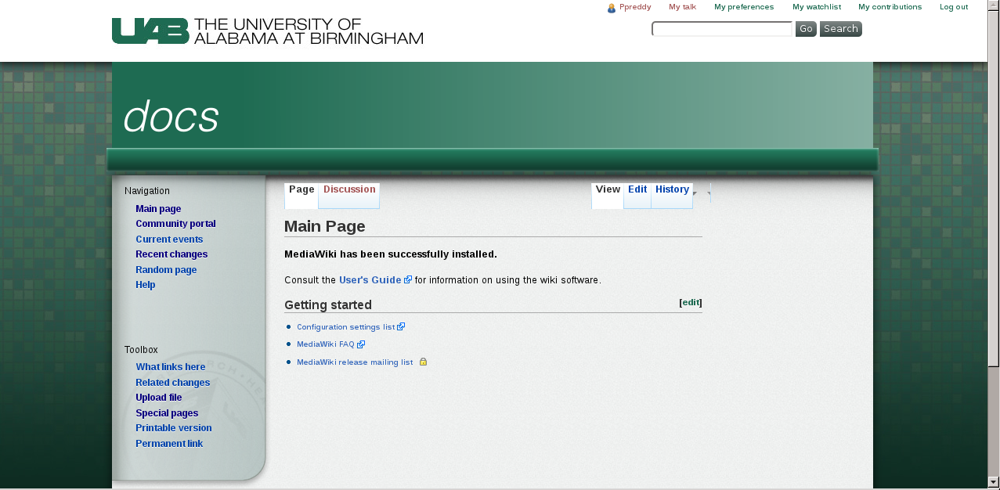 Ppreddy My talk My preferences My watchlist My contributions Log out
UAB THE UNIVERSITY OF
ALABAMA AT BIRMINGHAM
Go Search
docs
Navigation
Main page
Community portal
Current events
Recent changes
Random page
Help
Toolbox
What links here
Related changes
Upload file
Special pages
Printable version
Permanent link
Page Discussion View Edit History
Main Page
MediaWiki has been successfully installed.
Consult the User's Guide for information on using the wiki software.
Getting started [edit]
Configuration settings list
MediaWiki FAQ
MediaWiki release mailing list